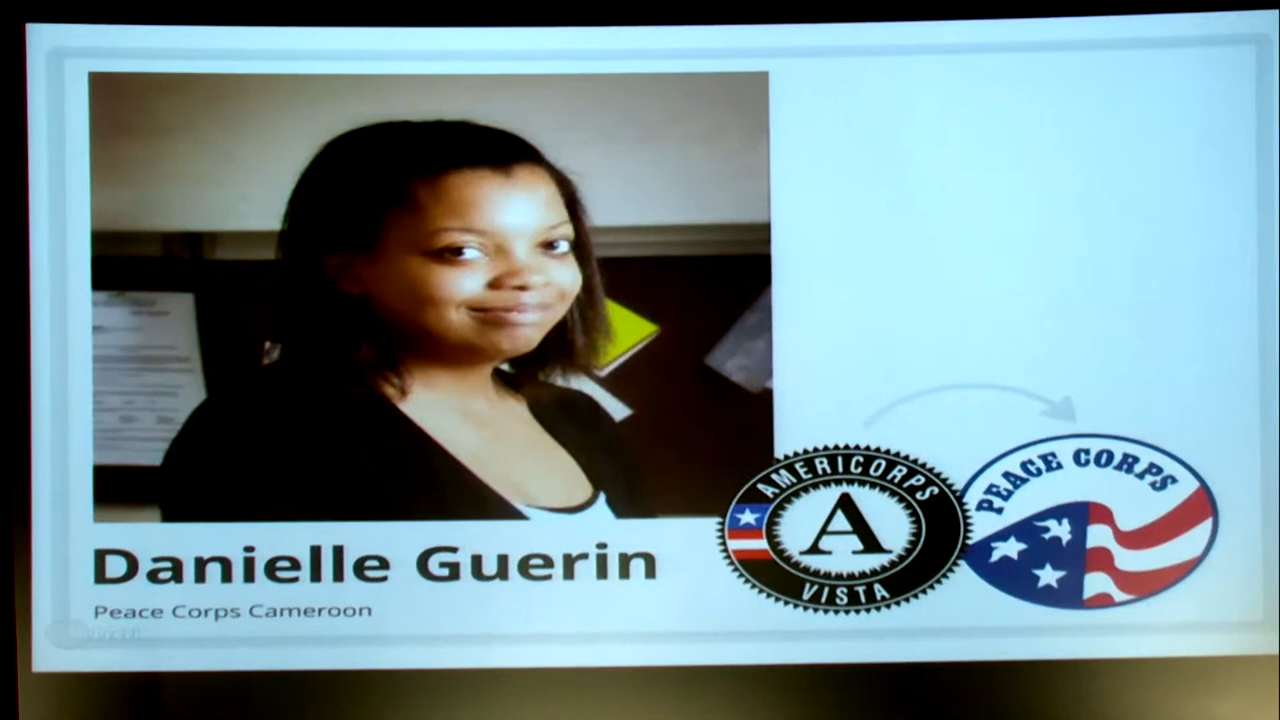 Danielle Guerin
Peace Corps Cameroon
AMERICORPS
A
VISTA
PEACE CORPS